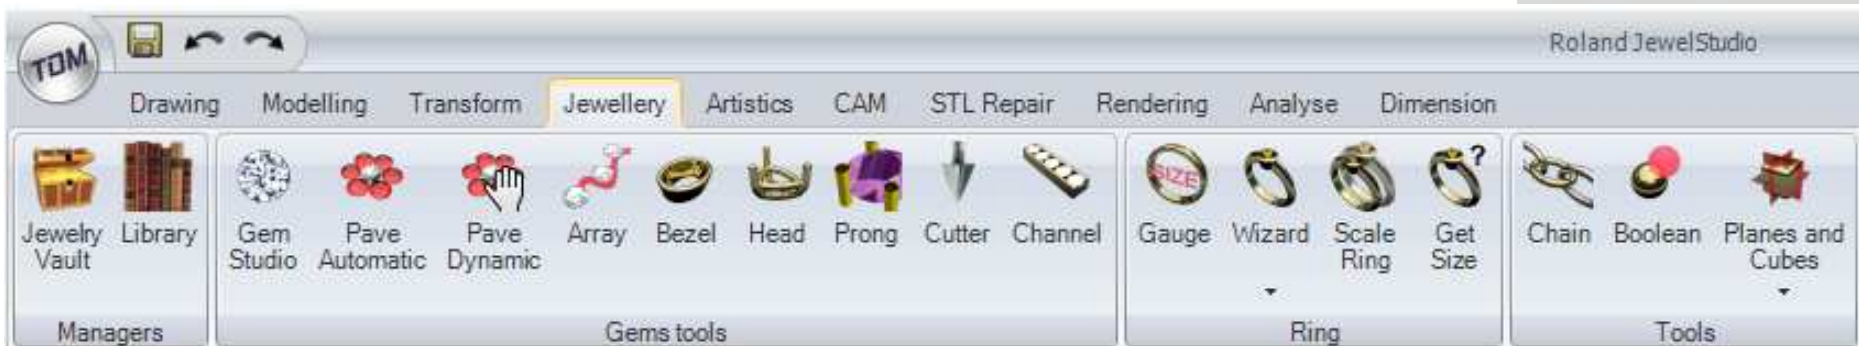 Roland JewelStudio
TDM
Drawing Modelling Transform Jewellery Artistics CAM STL Repair Rendering Analyse Dimension
SIZE ?
Jewelry Library Gem Pave Pave Array Bezel Head Prong Cutter Channel Gauge Wizard Scale Get Chain Boolean Planes and
Vault Studio Automatic Dynamic Ring Size Cubes
Managers Gems tools Ring Tools